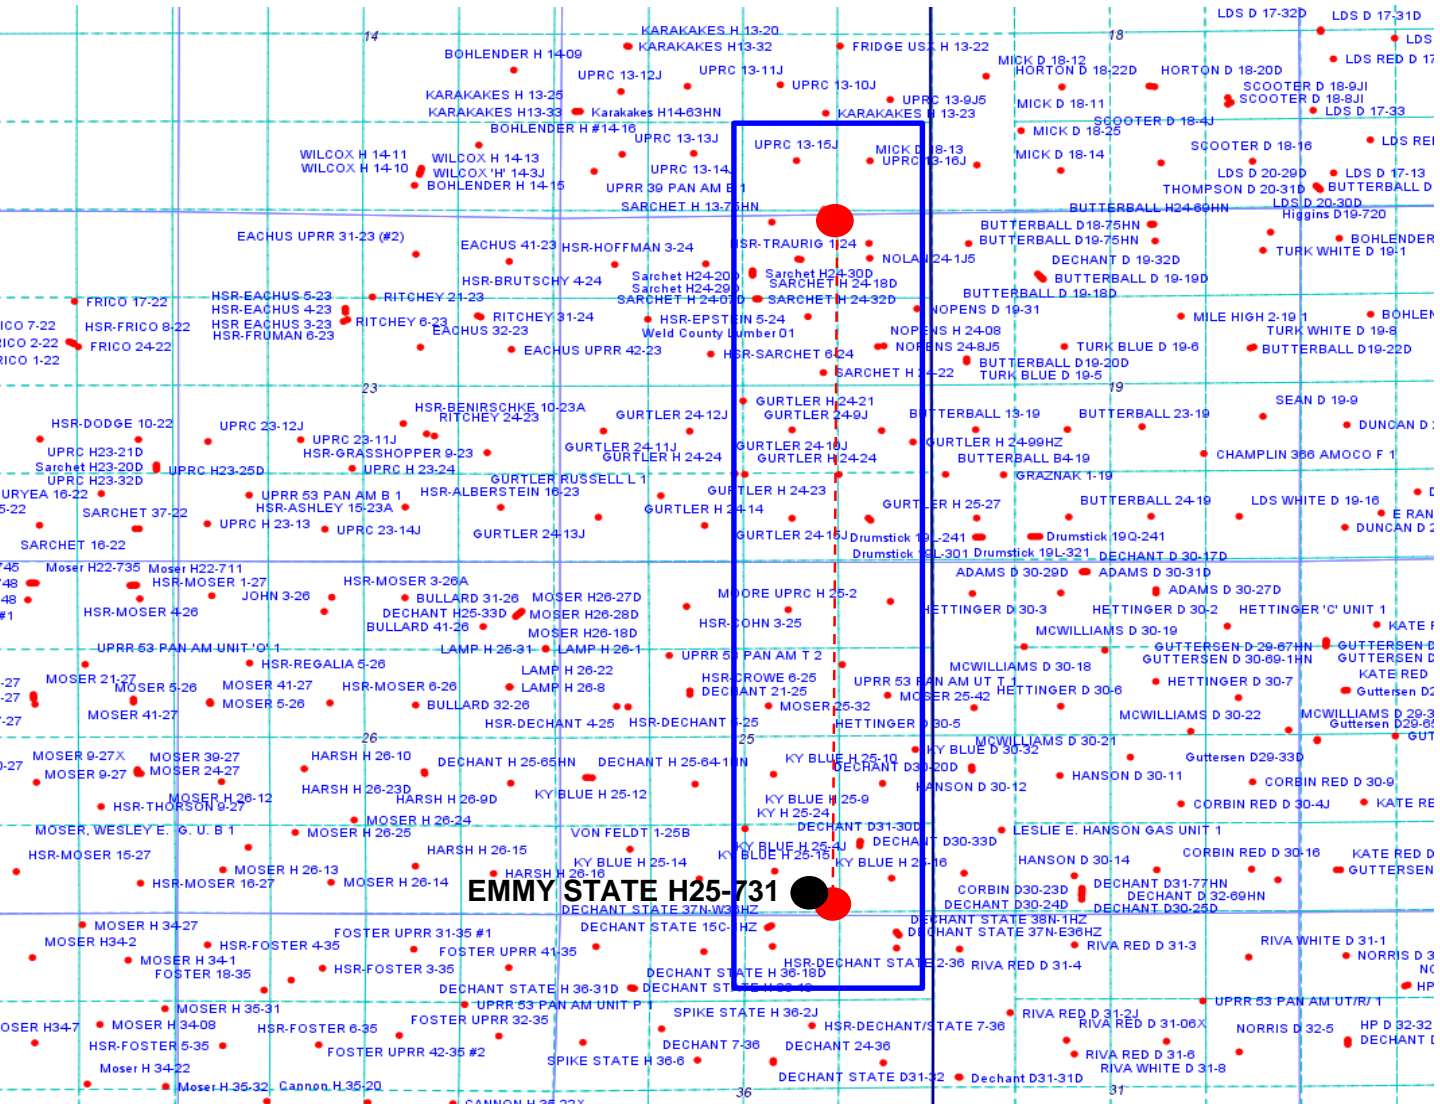 LDS D 17-32D
LDS D 17-31D
KARAKAKES H 13-20
14
18
LDS
KARAKAKES H13-32
FRIDGE USX H 13-22
BOHLENDER H 14-09
MICK D 18-12
LDS RED D 17
UPRC 13-12J
UPRC 13-11J
HORTON D 18-22D
HORTON D 18-20D
UPRC 13-10J
SCOOTER D 18-9JI
KARAKAKES H 13-25
UPRC 13-9J5
MICK D 18-11
SCOOTER D 18-8JI
KARAKAKES H13-33
Karakakes H14-63HN
KARAKAKES H 13-23
LDS D 17-33
SCOOTER D 18-4J
BOHLENDER H #14-16
MICK D 18-25
UPRC 13-13J
UPRC 13-15J
MICK D 18-13
SCOOTER D 18-16
LDS RE
WILCOX H 14-11
WILCOX H 14-13
MICK D 18-14
UPRC 13-16J
WILCOX H 14-10
WILCOX 'H' 14-3J
UPRC 13-14J
LDS D 20-29D
LDS D 17-13
BOHLENDER H 14-15
UPRR 39 PAN AM B 1
THOMPSON D 20-31D
BUTTERBALL D
SARCHET H 13-75HN
BUTTERBALL H24-69HN
LDS D 20-30D
Higgins D19-720
EACHUS UPRR 31-23 (#2)
BUTTERBALL D18-75HN
EACHUS 41-23
HSR-HOFFMAN 3-24
HSR-TRAURIG 1-24
BUTTERBALL D19-75HN
BOHLENDER
NOLAN 24-1J5
DECHANT D 19-32D
TURK WHITE D 19-1
HSR-BRUTSCHY 4-24
Sarchet H24-20D
Sarchet H24-30D
BUTTERBALL D 19-19D
Sarchet H24-29D
SARCHET H 24-18D
BUTTERBALL D 19-18D
FRICO 17-22
HSR-EACHUS 5-23
RITCHEY 21-23
SARCHET H 24-07D
SARCHET H 24-32D
HSR-EACHUS 4-23
NOPENS D 19-31
ICO 7-22
HSR-FRICO 8-22
HSR EACHUS 3-23
RITCHEY 6-23
RITCHEY 31-24
HSR-EPSTEIN 5-24
MILE HIGH 2-19 1
BOHLEN
HSR-FRUMAN 6-23
EACHUS 32-23
Weld County Lumber 01
NOPENS H 24-08
TURK WHITE D 19-8
RICO 2-22
FRICO 24-22
EACHUS UPRR 42-23
HSR-SARCHET 6-24
NOPENS 24-8J5
TURK BLUE D 19-6
BUTTERBALL D19-22D
RICO 1-22
BUTTERBALL D19-20D
SARCHET H 24-22
TURK BLUE D 19-5
23
19
HSR-BENIRSCHKE 10-23A
GURTLER H 24-21
SEAN D 19-9
HSR-DODGE 10-22
UPRC 23-12J
RITCHEY 24-23
GURTLER 24-12J
GURTLER 24-9J
BUTTERBALL 13-19
BUTTERBALL 23-19
DUNCAN D 2
UPRC H23-21D
UPRC 23-11J
GURTLER 24-11J
GURTLER 24-10J
GURTLER H 24-99HZ
Sarchet H23-20D
HSR-GRASSHOPPER 9-23
GURTLER H 24-24
GURTLER H 24-24
BUTTERBALL B4-19
CHAMPLIN 366 AMOCO F 1
UPRC H23-25D
UPRC H 23-24
UPRC H23-32D
GURTLER RUSSELL L 1
GRAZNAK 1-19
URYEA 16-22
UPRR 53 PAN AM B 1
HSR-ALBERSTEIN 16-23
GURTLER H 24-23
BUTTERBALL 24-19
LDS WHITE D 19-16
5-22
SARCHET 37-22
HSR-ASHLEY 15-23A
GURTLER H 24-14
GURTLER H 25-27
E RAN
UPRC H 23-13
UPRC 23-14J
GURTLER 24-13J
GURTLER 24-15J
Drumstick 19L-241
Drumstick 19Q-241
DUNCAN D 2
SARCHET 16-22
Drumstick 19L-301
Drumstick 19L-321
DECHANT D 30-17D
745
Moser H22-735
Moser H22-711
ADAMS D 30-29D
ADAMS D 30-31D
748
HSR-MOSER 1-27
HSR-MOSER 3-26A
ADAMS D 30-27D
48
JOHN 3-26
BULLARD 31-26
MOSER H26-27D
MOORE UPRC H 25-2
#1
HSR-MOSER 4-26
DECHANT H25-33D
MOSER H26-28D
HETTINGER D 30-3
HETTINGER D 30-2
HETTINGER 'C' UNIT 1
BULLARD 41-26
MOSER H26-18D
HSR-COHN 3-25
MCWILLIAMS D 30-19
KATE F
UPRR 53 PAN AM UNIT 'O' 1
LAMP H 25-31
LAMP H 26-1
GUTTERSEN D 29-67HN
GUTTERSEN D
HSR-REGALIA 5-26
UPRR 53 PAN AM T 2
GUTTERSEN D 30-69-1HN
GUTTERSEN D
-27
MOSER 21-27
LAMP H 26-22
HSR-CROWE 6-25
UPRR 53 PAN AM UT T 1
MCWILLIAMS D 30-18
KATE RED
-27
MOSER 5-26
MOSER 41-27
HSR-MOSER 6-26
LAMP H 26-8
DECHANT 21-25
MOSER 25-42
HETTINGER D 30-6
HETTINGER D 30-7
Guttersen D2
MOSER 5-26
BULLARD 32-26
MOSER 25-32
-27
MOSER 41-27
HSR-DECHANT 4-25
HSR-DECHANT 5-25
HETTINGER D 30-5
MCWILLIAMS D 30-22
MCWILLIAMS D 29-3
Guttersen D29-65
26
25
MCWILLIAMS D 30-21
GUT
MOSER 9-27X
MOSER 39-27
HARSH H 26-10
DECHANT H 25-65HN
DECHANT H 25-64-1HN
KY BLUE H 25-10
KY BLUE D 30-32
Guttersen D29-33D
0-27
MOSER 9-27
MOSER 24-27
DECHANT D30-20D
HANSON D 30-11
CORBIN RED D 30-9
HARSH H 26-23D
HANSON D 30-12
MOSER H 26-12
HARSH H 26-9D
KY BLUE H 25-12
KY BLUE H 25-9
CORBIN RED D 30-4J
KATE RE
HSR-THORSON 9-27
KY H 25-24
MOSER H 26-24
MOSER, WESLEY E. G. U. B 1
MOSER H 26-25
VON FELDT 1-25B
DECHANT D31-30D
LESLIE E. HANSON GAS UNIT 1
HSR-MOSER 15-27
HARSH H 26-15
KY BLUE H 25-4J
DECHANT D30-33D
CORBIN RED D 30-16
KATE RED D
MOSER H 26-13
KY BLUE H 25-14
KY BLUE H 25-15
KY BLUE H 25-16
HANSON D 30-14
GUTTERSEN
HSR-MOSER 16-27
MOSER H 26-14
HARSH H 26-16
DECHANT D31-77HN
EMMY STATE H25-731
CORBIN D30-23D
DECHANT D 32-69HN
DECHANT D30-24D
DECHANT D30-25D
DECHANT STATE 37N-W36HZ
MOSER H 34-27
DECHANT STATE 15C-1HZ
DECHANT STATE 38N-1HZ
FOSTER UPRR 31-35 #1
DECHANT STATE 37N-E36HZ
MOSER H34-2
HSR-FOSTER 4-35
RIVA RED D 31-3
RIVA WHITE D 31-1
MOSER H 34-1
FOSTER UPRR 41-35
NORRIS D 3
FOSTER 18-35
HSR-FOSTER 3-35
DECHANT STATE H 36-18D
HSR-DECHANT STATE 2-36
RIVA RED D 31-4
NO
DECHANT STATE H 36-31D
HP
MOSER H 35-31
UPRR 53 PAN AM UNIT P 1
UPRR 53 PAN AM UT/R/ 1
OSER H34-7
MOSER H 34-08
HSR-FOSTER 6-35
FOSTER UPRR 32-35
SPIKE STATE H 36-2J
HSR-DECHANT/STATE 7-36
RIVA RED D 31-2J
RIVA RED D 31-06X
NORRIS D 32-5
HP D 32-32
HSR-FOSTER 5-35
FOSTER UPRR 42-35 #2
DECHANT 7-36
DECHANT 24-36
RIVA RED D 31-6
DECHANT D
SPIKE STATE H 36-6
Moser H 34-22
RIVA WHITE D 31-8
Moser H 35-32
Cannon H 35-20
DECHANT STATE D31-32
Dechant D31-31D
36
31
CANNON H 35-22X